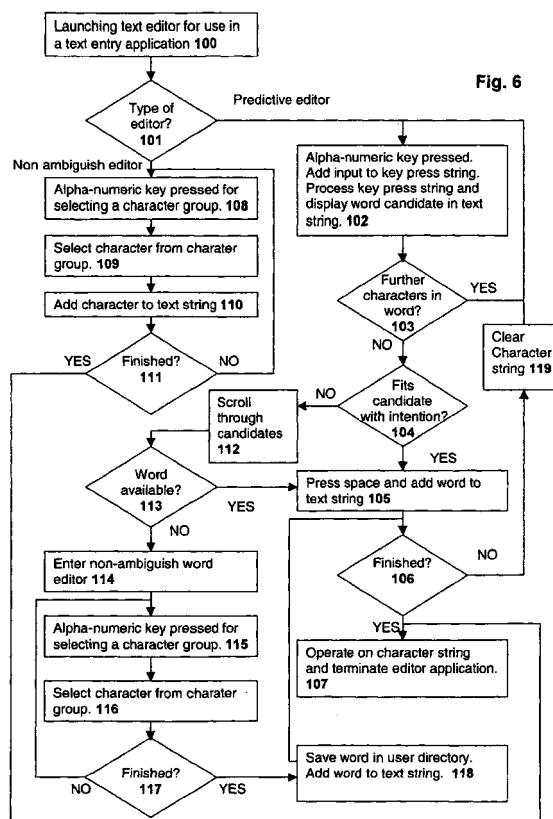 Launching text editor for use in
a text entry application 100
Fig. 6
Type of
editor?
101
Predictive editor
Non ambiguish editor
Alpha-numeric key pressed.
Add input to key press string.
Process key press string and
display word candidate in text
string. 102
Alpha-numeric key pressed for
selecting a character group. 108
Select character from charater
group. 109
Add character to text string 110
Further
characters in
word?
103
YES
NO
Clear
Character
string 119
YES
Finished?
111
NO
Scroll
through
candidates
112
NO
Fits
candidate
with intention?
104
YES
Word
available?
113
YES
NO
Press space and add word to
text string 105
Enter non-ambiguish word
editor 114
Finished?
106
NO
YES
Alpha-numeric key pressed for
selecting a character group. 115
Operate on character string
and terminate editor application.
107
Select character from charater
group. 116
Finished?
117
NO
YES
Save word in user directory.
Add word to text string. 118